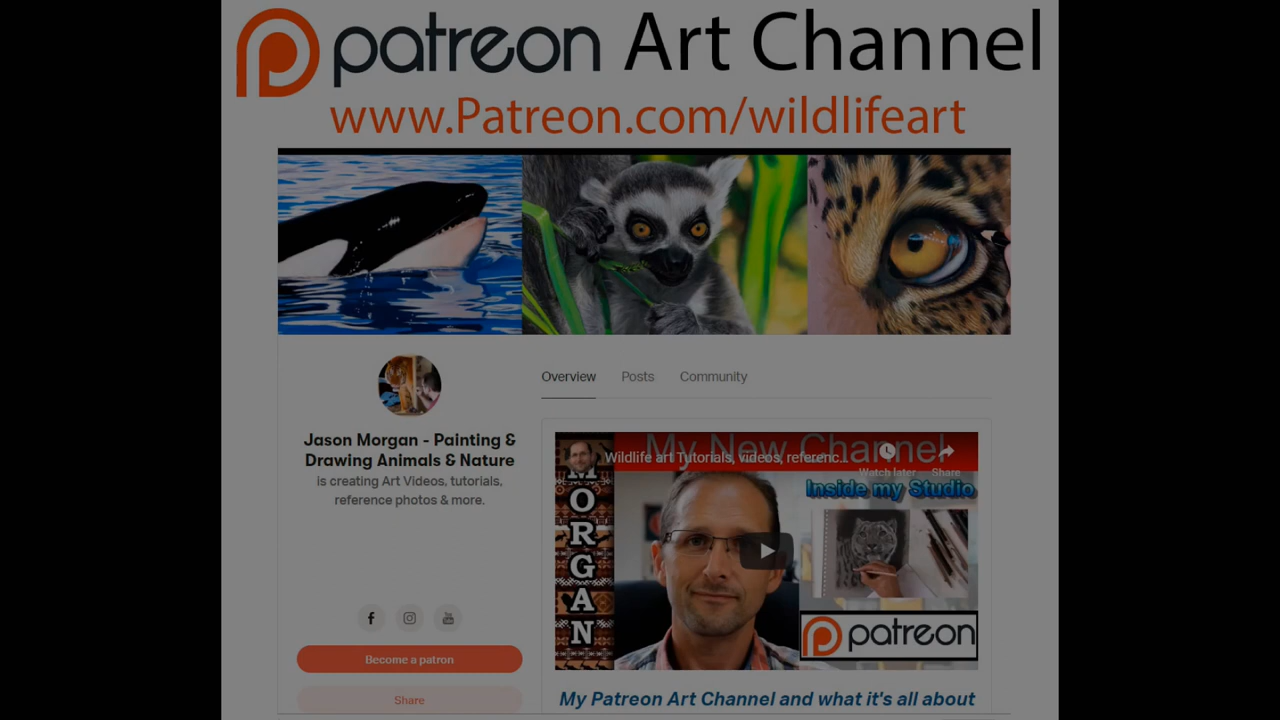 patreon Art Channel
www.Patreon.com/wildlifeart
Overview Posts Community
Jason Morgan - Painting &
Drawing Animals & Nature
is creating Art Videos, tutorials,
reference photos & more.
Become a patron
Share
My New Channel
Wildlife art Tutorials, videos, referenc...
Watch later Share
MORGAN
Inside my Studio
patreon
My Patreon Art Channel and what it's all about